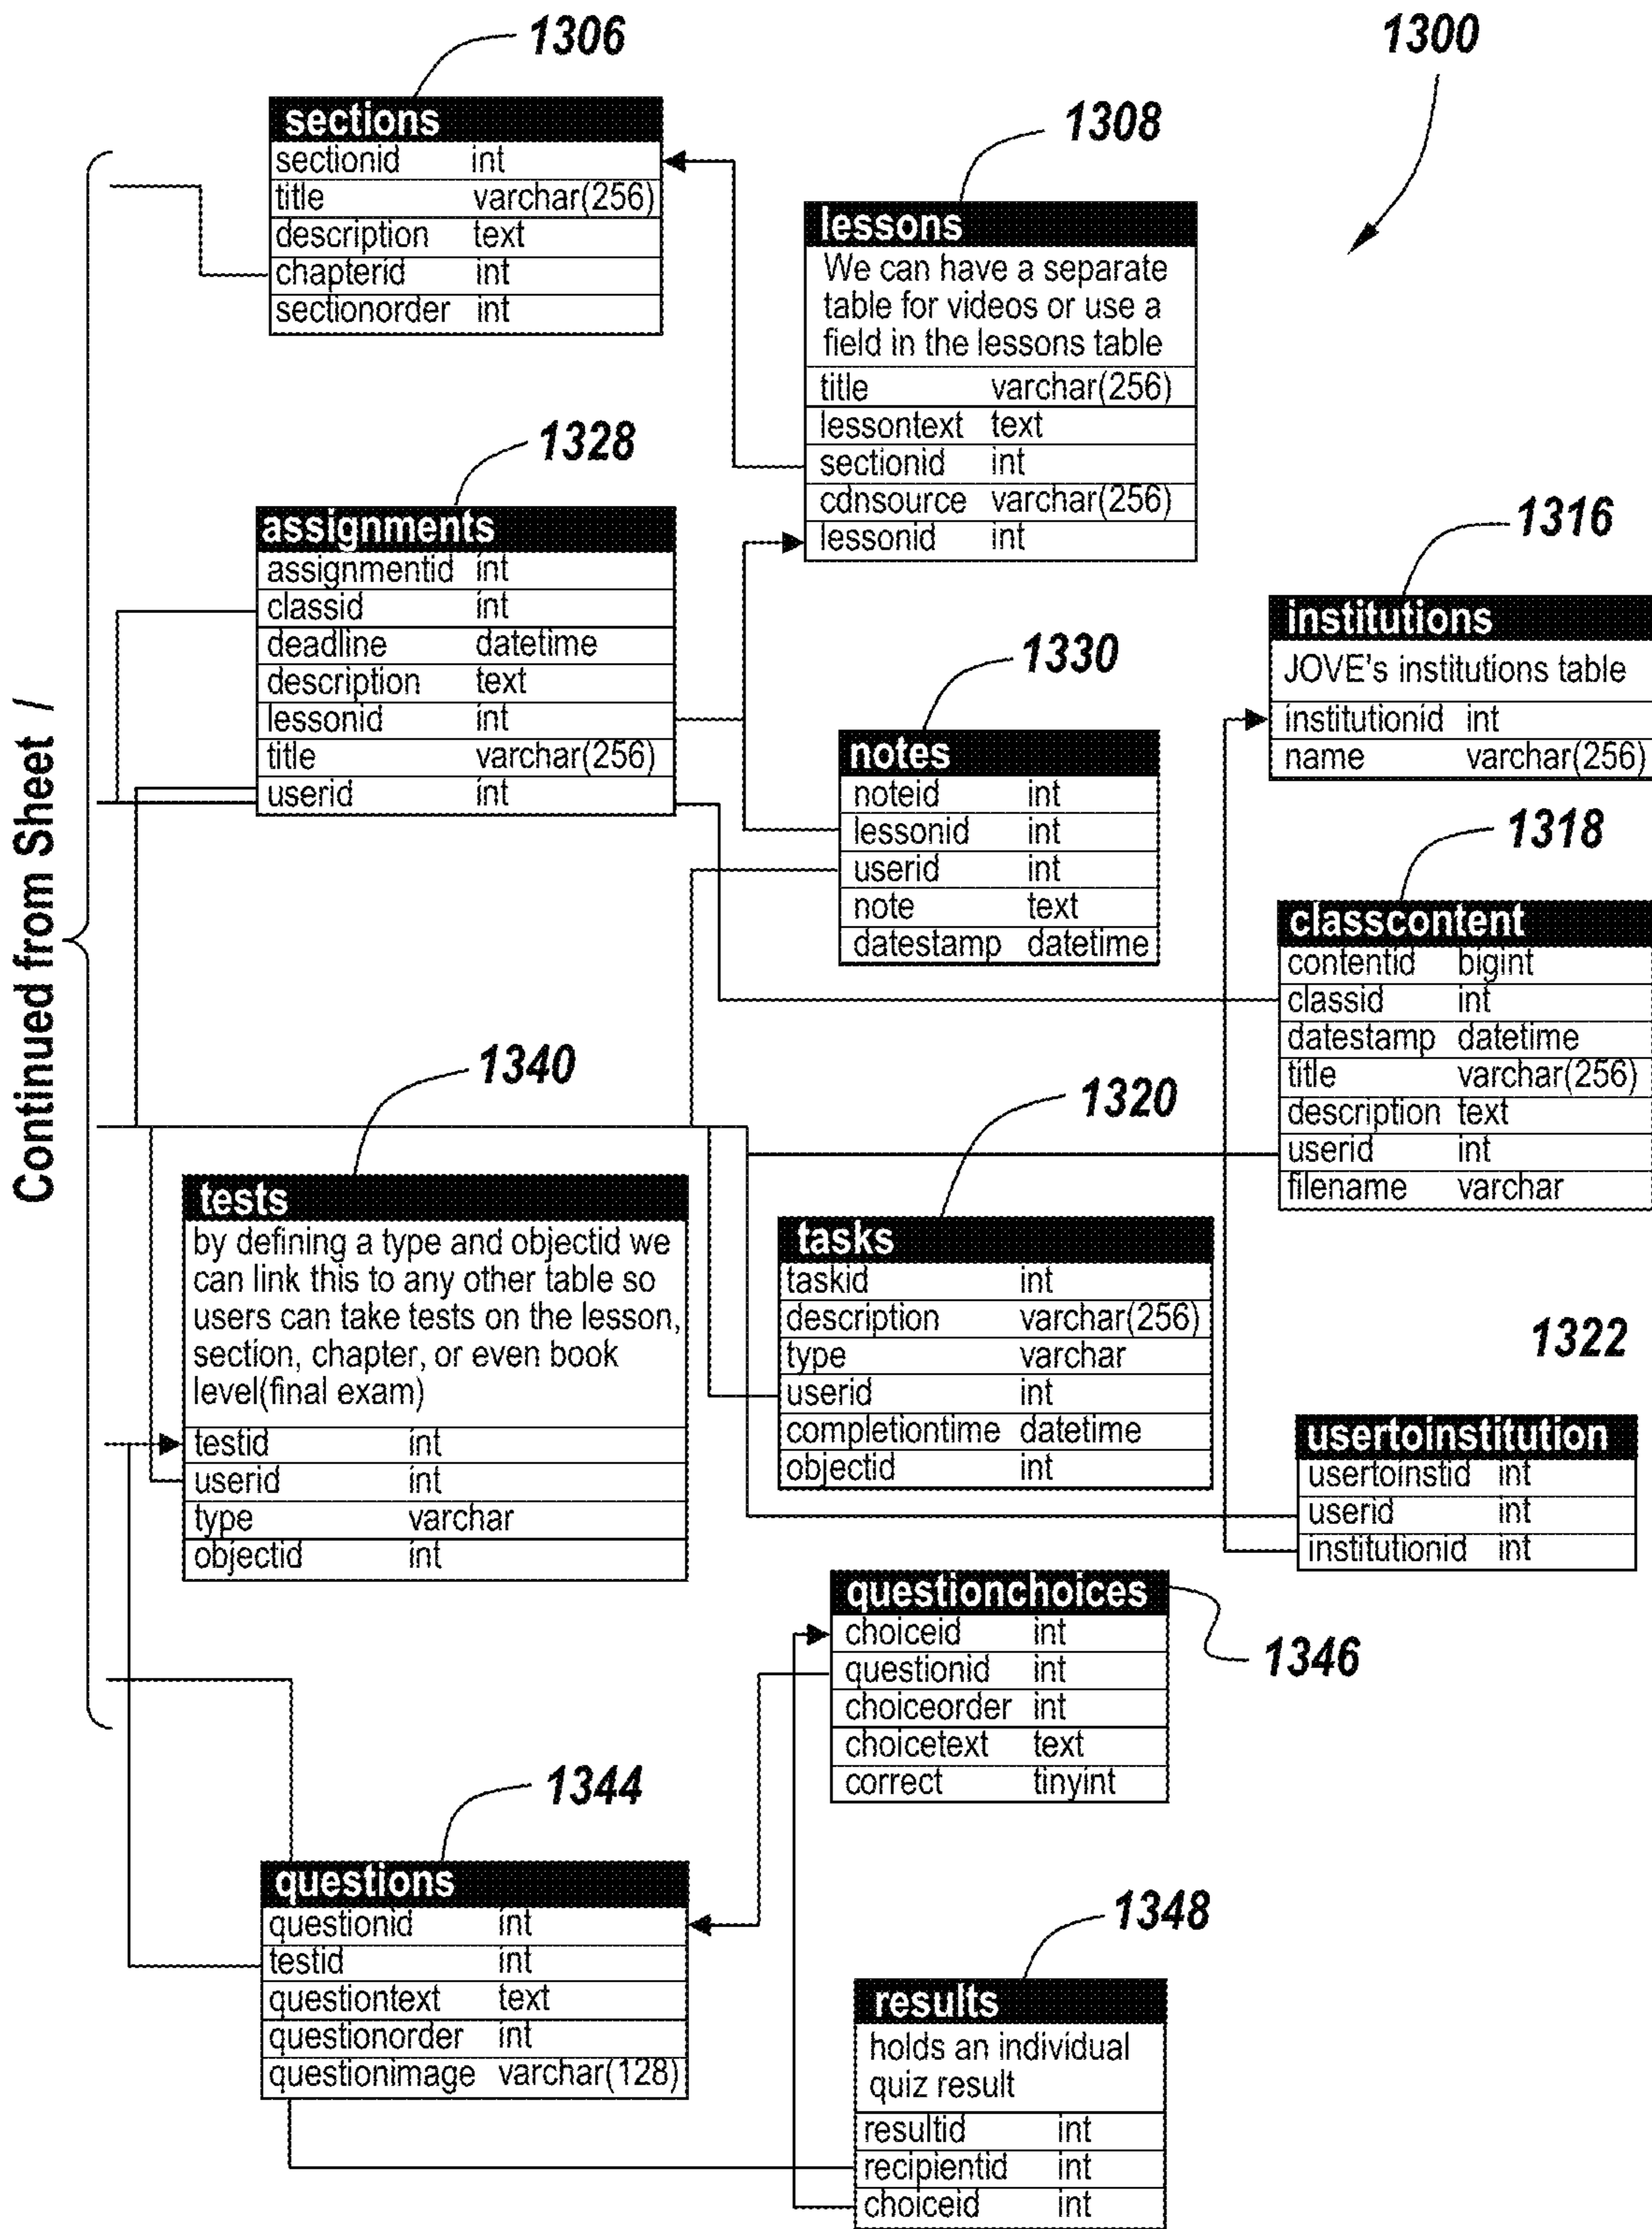 1306
1300
sections
sectionid int
title varchar(256)
description text
chapterid int
sectionorder int
1308
lessons
We can have a separate
table for videos or use a
field in the lessons table
title varchar(256)
lessontext text
sectionid int
cdnsource varchar(256)
lessonid int
Continued from Sheet /
1328
assignments
assignmentid int
classid int
deadline datetime
description text
lessonid int
title varchar(256)
userid int
1316
institutions
JOVE's institutions table
institutionid int
name varchar(256)
1330
notes
noteid int
lessonid int
userid int
note text
datestamp datetime
1318
classcontent
contentid bigint
classid int
datestamp datetime
title varchar(256)
description text
userid int
filename varchar
1340
tests
by defining a type and objectid we
can link this to any other table so
users can take tests on the lesson,
section, chapter, or even book
level(final exam)
testid int
userid int
type varchar
objectid int
1320
tasks
taskid int
description varchar(256)
type varchar
userid int
completiontime datetime
objectid int
1322
usertoinstitution
usertoinstid int
userid int
institutionid int
questionchoices
choiceid int
questionid int
choiceorder int
choicetext text
correct tinyint
1346
1344
questions
questionid int
testid int
questiontext text
questionorder int
questionimage varchar(128)
1348
results
holds an individual
quiz result
resultid int
recipientid int
choiceid int